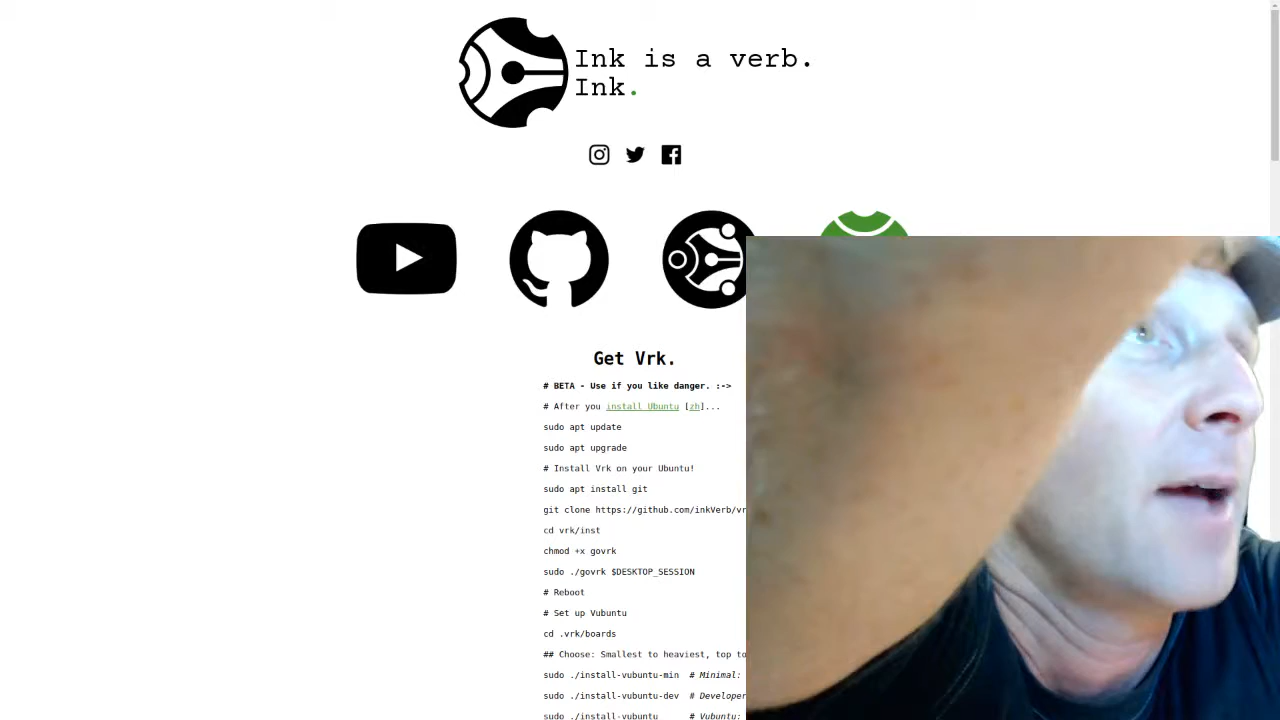 Ink is a verb.
Ink.
Get Vrk.
# BETA - Use if you like danger. :->
# After you install Ubuntu [zh]...
sudo apt update
sudo apt upgrade
# Install Vrk on your Ubuntu!
sudo apt install git
git clone https://github.com/inkVerb/vr
cd vrk/inst
chmod +x govrk
sudo ./govrk $DESKTOP_SESSION
# Reboot
# Set up Vubuntu
cd .vrk/boards
## Choose: Smallest to heaviest, top to
sudo ./install-vubuntu-min # Minimal:
sudo ./install-vubuntu-dev # Developer
sudo ./install-vubuntu # Vubuntu: